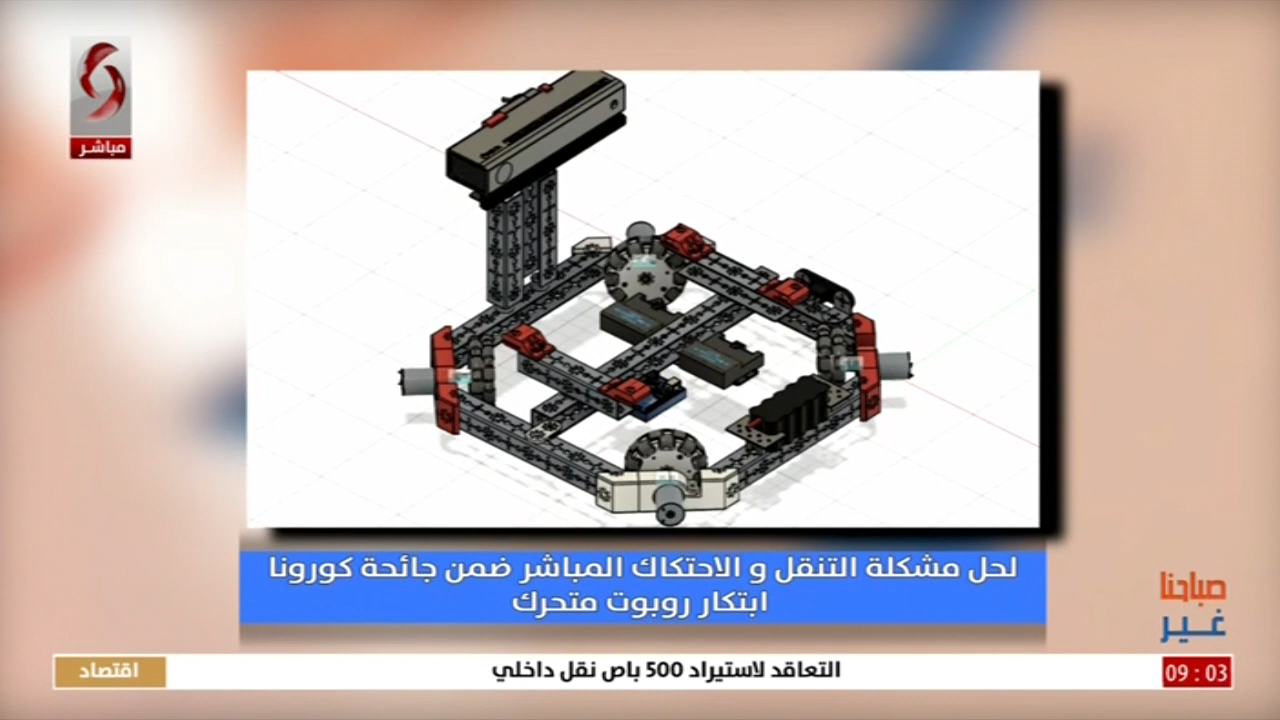 مباشر
لحل مشكلة التنقل و الاحتكاك المباشر ضمن جائحة كورونا
ابتكار روبوت متحرك
صباحنا
غير
اقتصاد
التعاقد لاستيراد 500 باص نقل داخلي
09 : 03